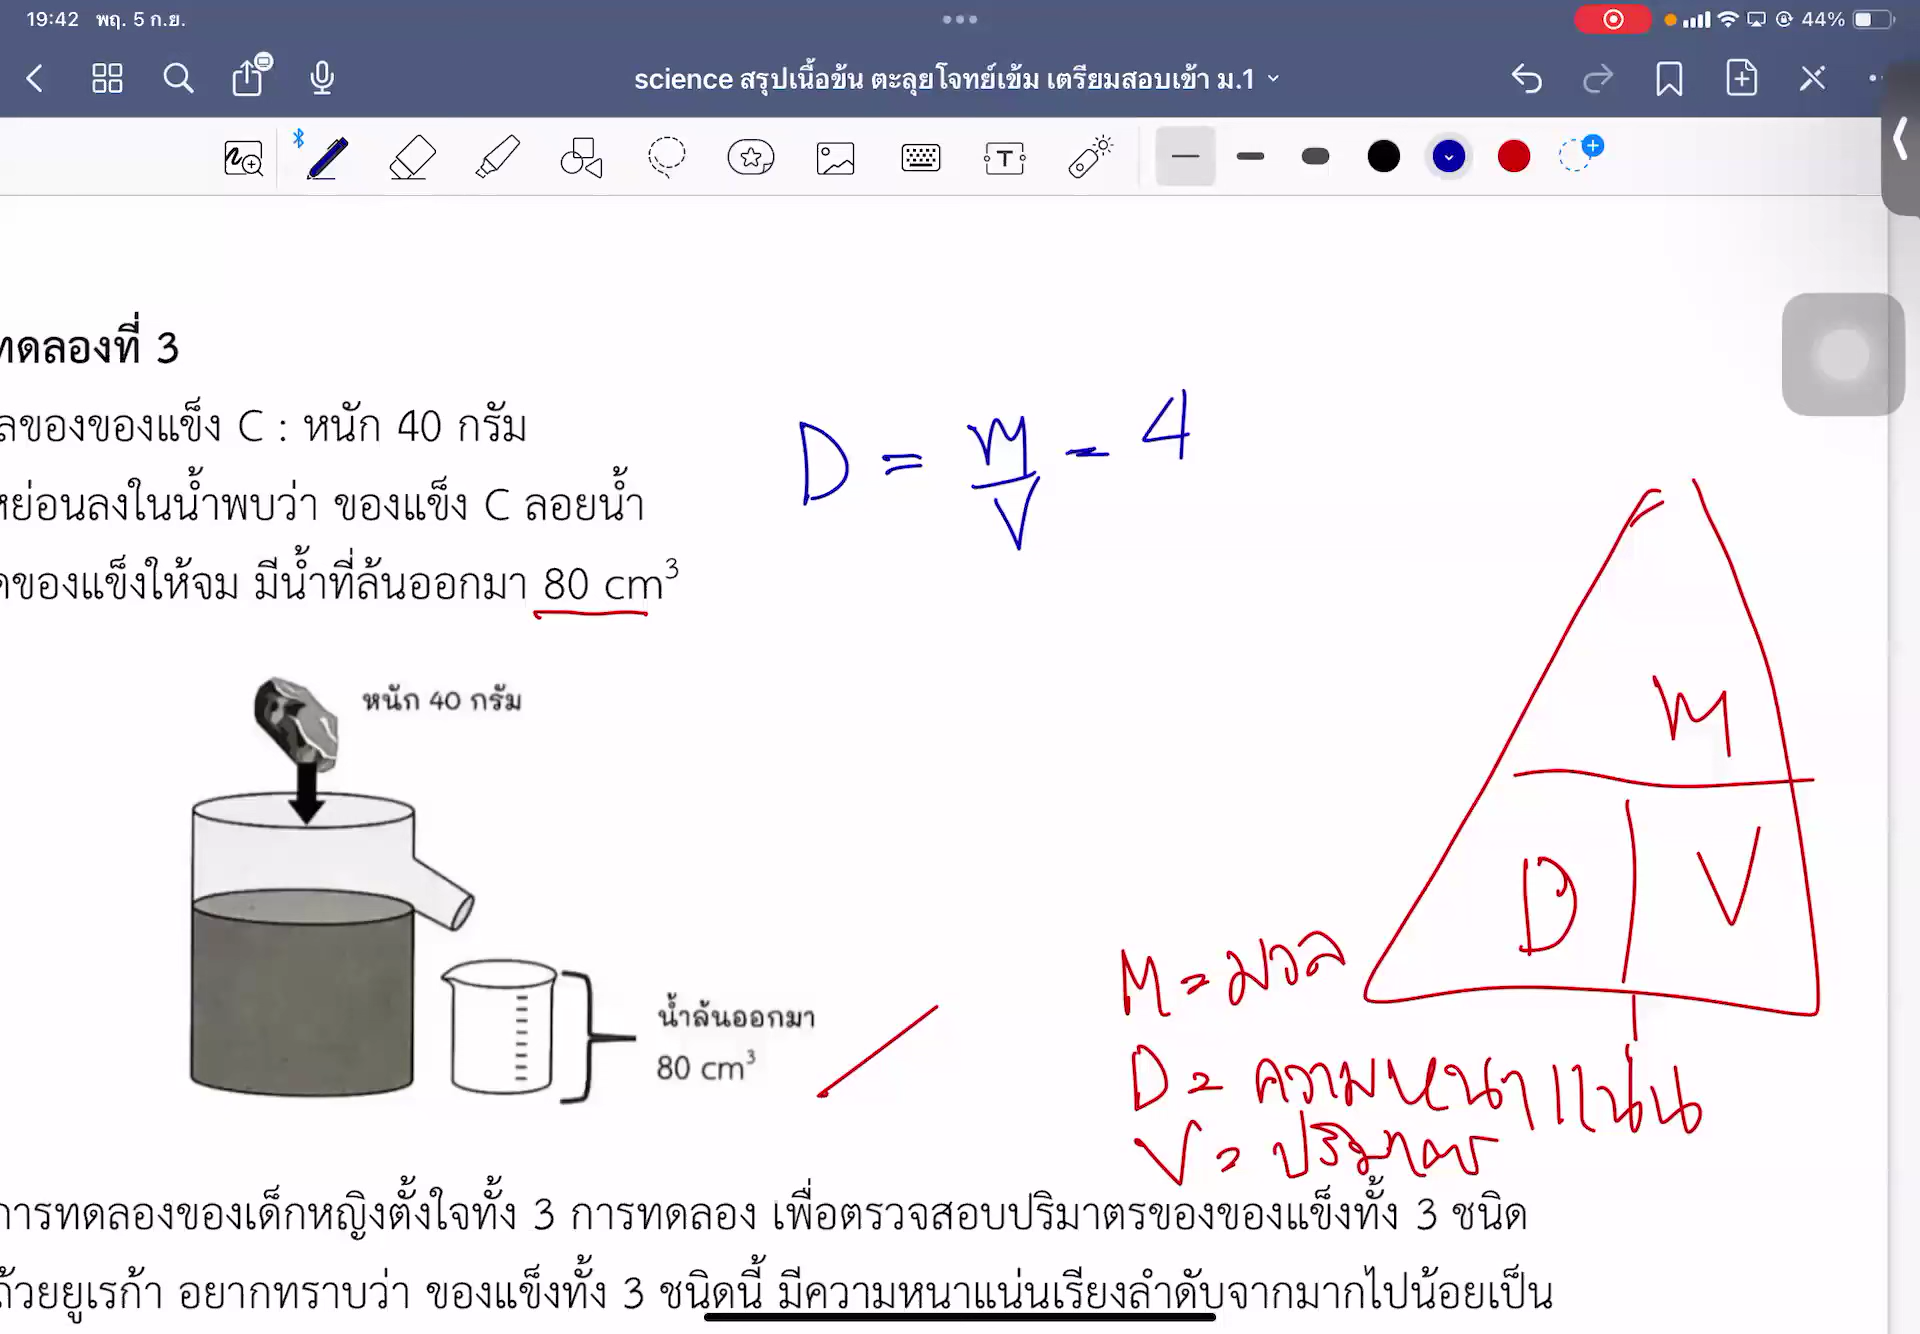 19:42 พฤ. 5 ก.ย.
44%
science สรุปเนื้อข้น ตะลุยโจทย์เข้ม เตรียมสอบเข้า ม.1
T
ทดลองที่ 3
ลของของแข็ง C : หนัก 40 กรัม
หย่อนลงในน้ำพบว่า ของแข็ง C ลอยน้ำ
ดของแข็งให้จม มีน้ำที่ล้นออกมา 80 cm³
D = m/V = 4
หนัก 40 กรัม
M
D V
น้ำล้นออกมา
80 cm³
M = มวล
D = ความหนาแน่น
V = ปริมาตร
การทดลองของเด็กหญิงตั้งใจทั้ง 3 การทดลอง เพื่อตรวจสอบปริมาตรของของแข็งทั้ง 3 ชนิด
ถ้วยยูเรก้า อยากทราบว่า ของแข็งทั้ง 3 ชนิดนี้ มีความหนาแน่นเรียงลำดับจากมากไปน้อยเป็น